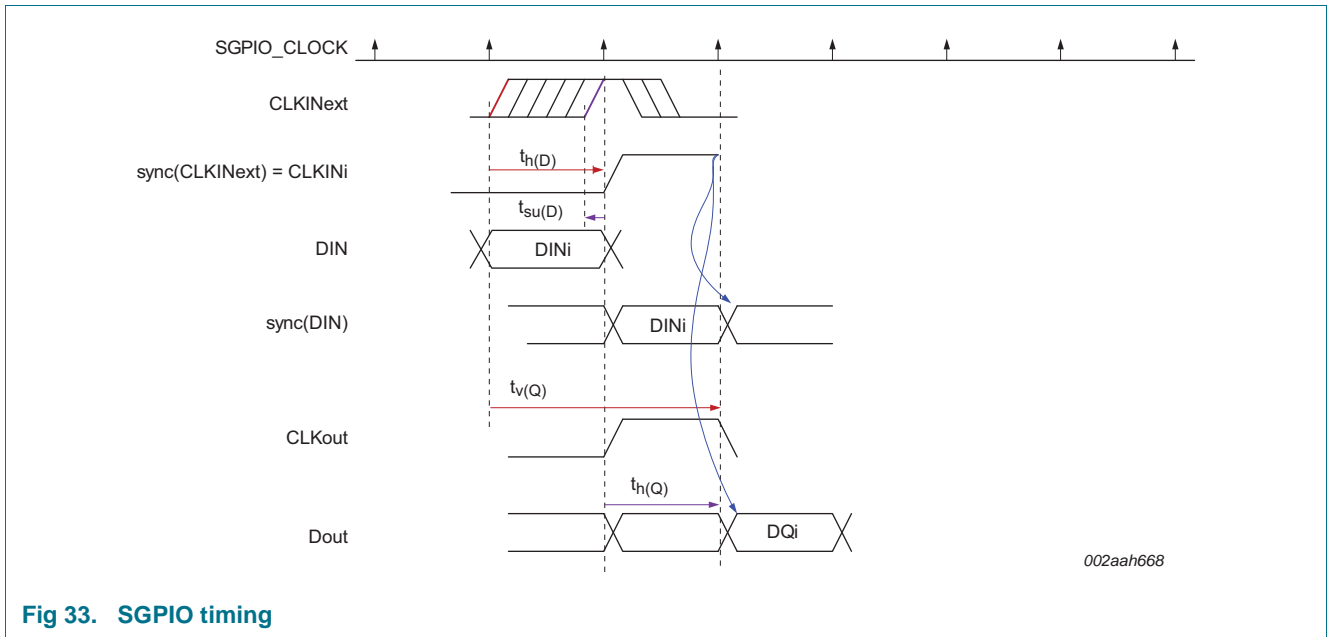 SGPIO_CLOCK
CLKINext
sync(CLKINext) = CLKINi
th(D)
tsu(D)
DIN
DINi
sync(DIN)
DINi
tv(Q)
CLKout
th(Q)
Dout
DQi
002aah668
Fig 33. SGPIO timing